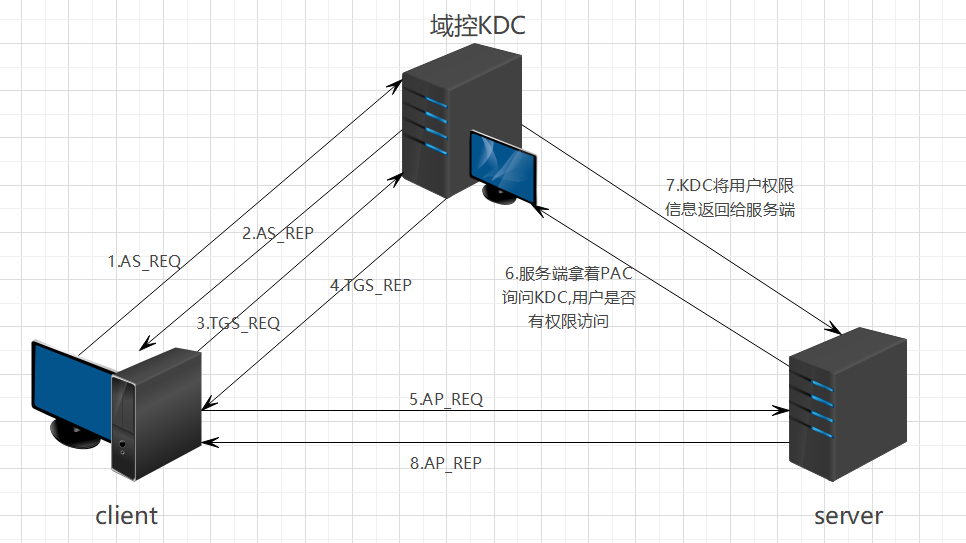 域控KDC
1.AS_REQ
2.AS_REP
3.TGS_REQ
4.TGS_REP
7.KDC将用户权限
信息返回给服务端
6.服务端拿着PAC
询问KDC,用户是否
有权限访问
5.AP_REQ
8.AP_REP
client
server